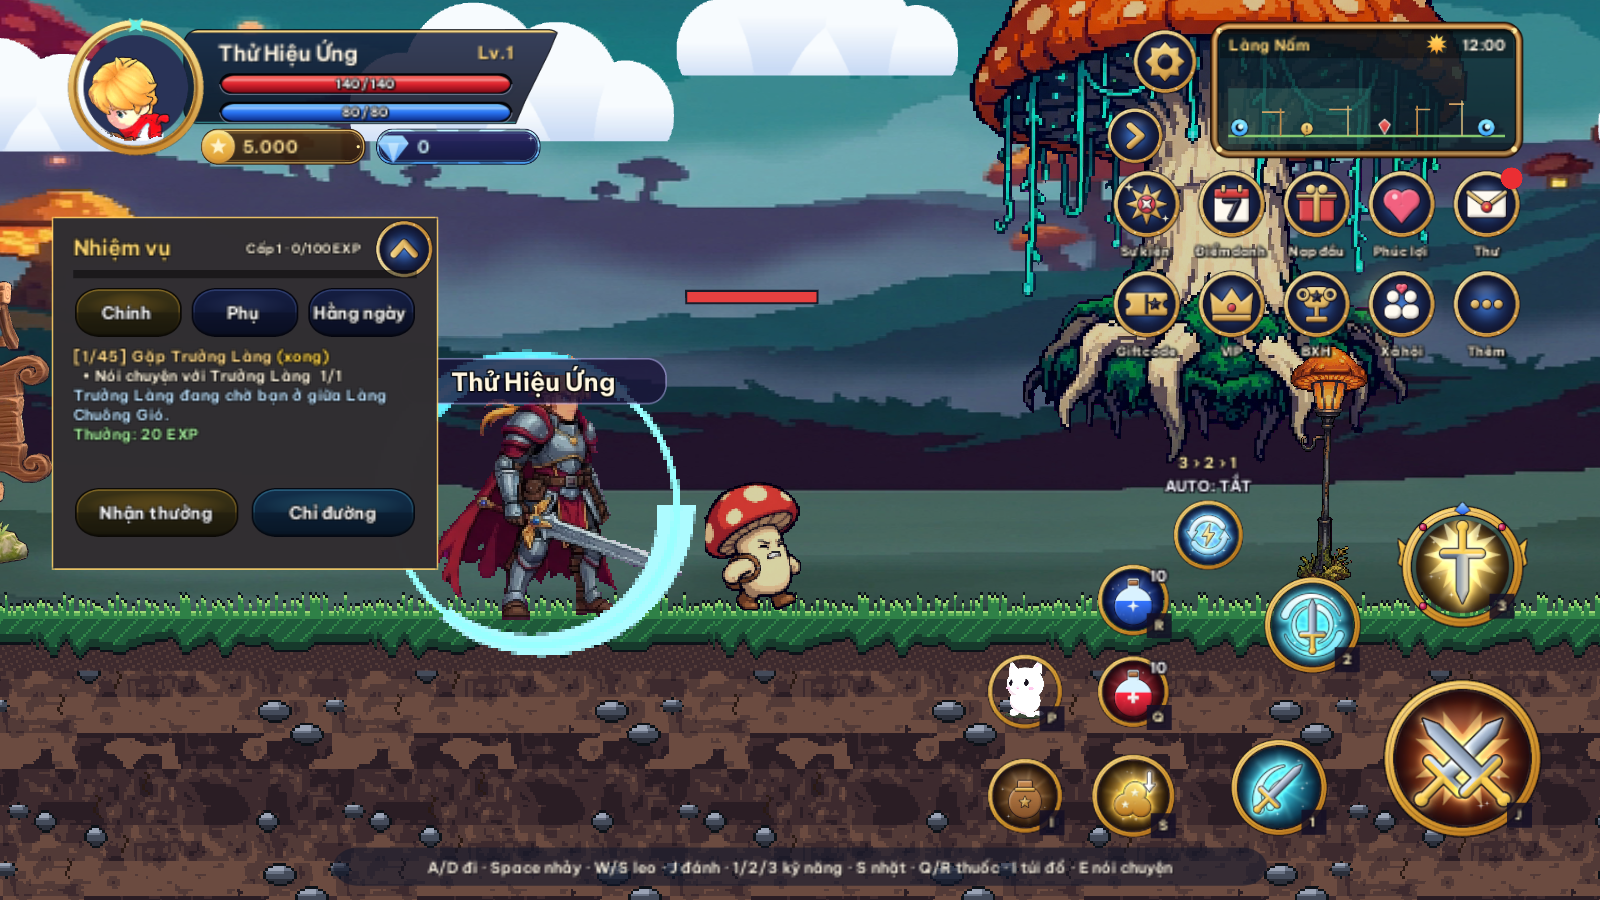 Thử Hiệu Ứng
Lv.1
140/140
80/80
5.000
0
Làng Nấm
12:00
Sự kiện
Điểm danh
7
Nạp đầu
Phúc lợi
Thư
Giftcode
VIP
BXH
Xã hội
Thêm
Nhiệm vụ
Cấp 1 · 0/100 EXP
Chính
Phụ
Hằng ngày
[1/45] Gặp Trưởng Làng (xong)
• Nói chuyện với Trưởng Làng 1/1
Trưởng Làng đang chờ bạn ở giữa Làng
Chuông Gió.
Thưởng: 20 EXP
Nhận thưởng
Chỉ đường
Thử Hiệu Ứng
3 › 2 › 1
AUTO: TẮT
10
R
3
2
10
P
Q
I
S
1
J
A/D đi · Space nhảy · W/S leo · J đánh · 1/2/3 kỹ năng · S nhặt · Q/R thuốc · I túi đồ · E nói chuyện